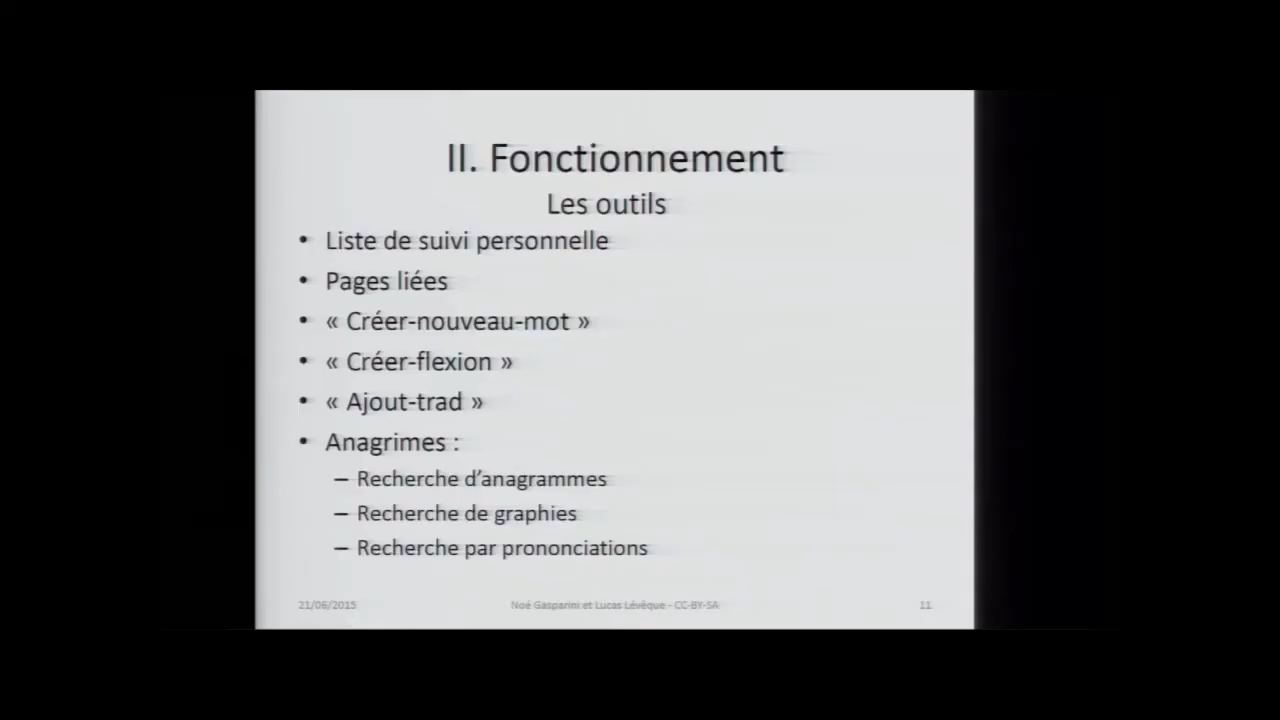 II. Fonctionnement
Les outils
• Liste de suivi personnelle
• Pages liées
• « Créer-nouveau-mot »
• « Créer-flexion »
• « Ajout-trad »
• Anagrimes :
– Recherche d’anagrammes
– Recherche de graphies
– Recherche par prononciations
21/06/2015 Noé Gasparini et Lucas Lévêque - CC-BY-SA 11